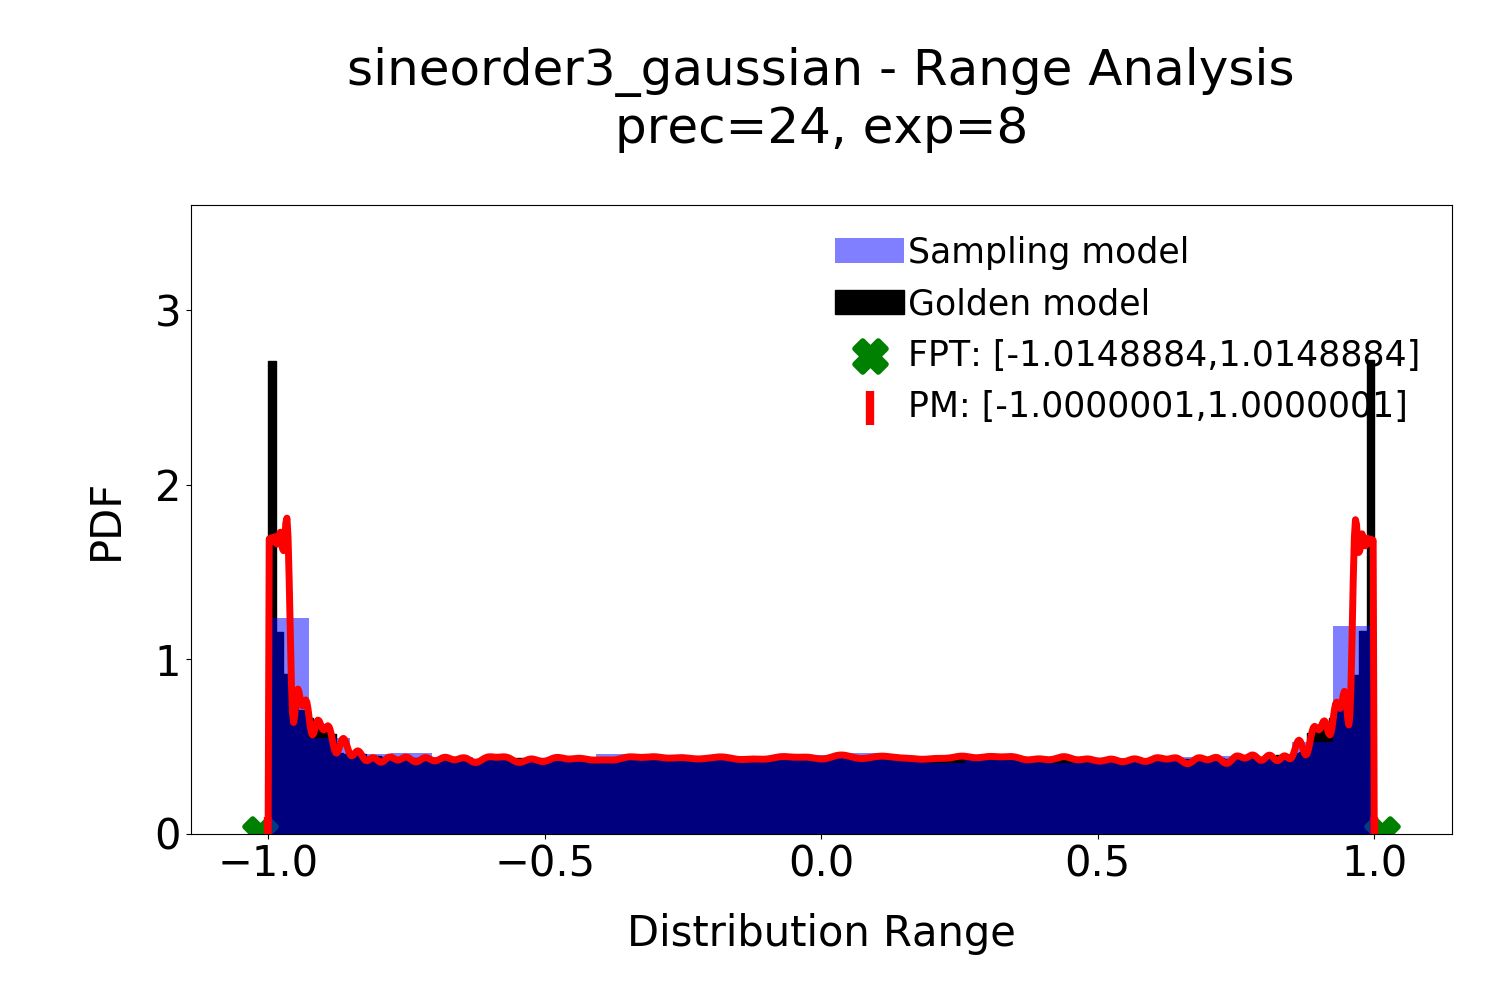 sineorder3_gaussian - Range Analysis
prec=24, exp=8
Sampling model
Golden model
FPT: [-1.0148884,1.0148884]
PM: [-1.0000001,1.0000001]
PDF
3
2
1
0
−1.0 −0.5 0.0 0.5 1.0
Distribution Range